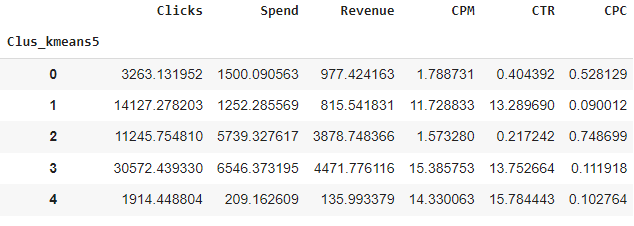 Clicks Spend Revenue CPM CTR CPC
Clus_kmeans5
0 3263.131952 1500.090563 977.424163 1.788731 0.404392 0.528129
1 14127.278203 1252.285569 815.541831 11.728833 13.289690 0.090012
2 11245.754810 5739.327617 3878.748366 1.573280 0.217242 0.748699
3 30572.439330 6546.373195 4471.776116 15.385753 13.752664 0.111918
4 1914.448804 209.162609 135.993379 14.330063 15.784443 0.102764